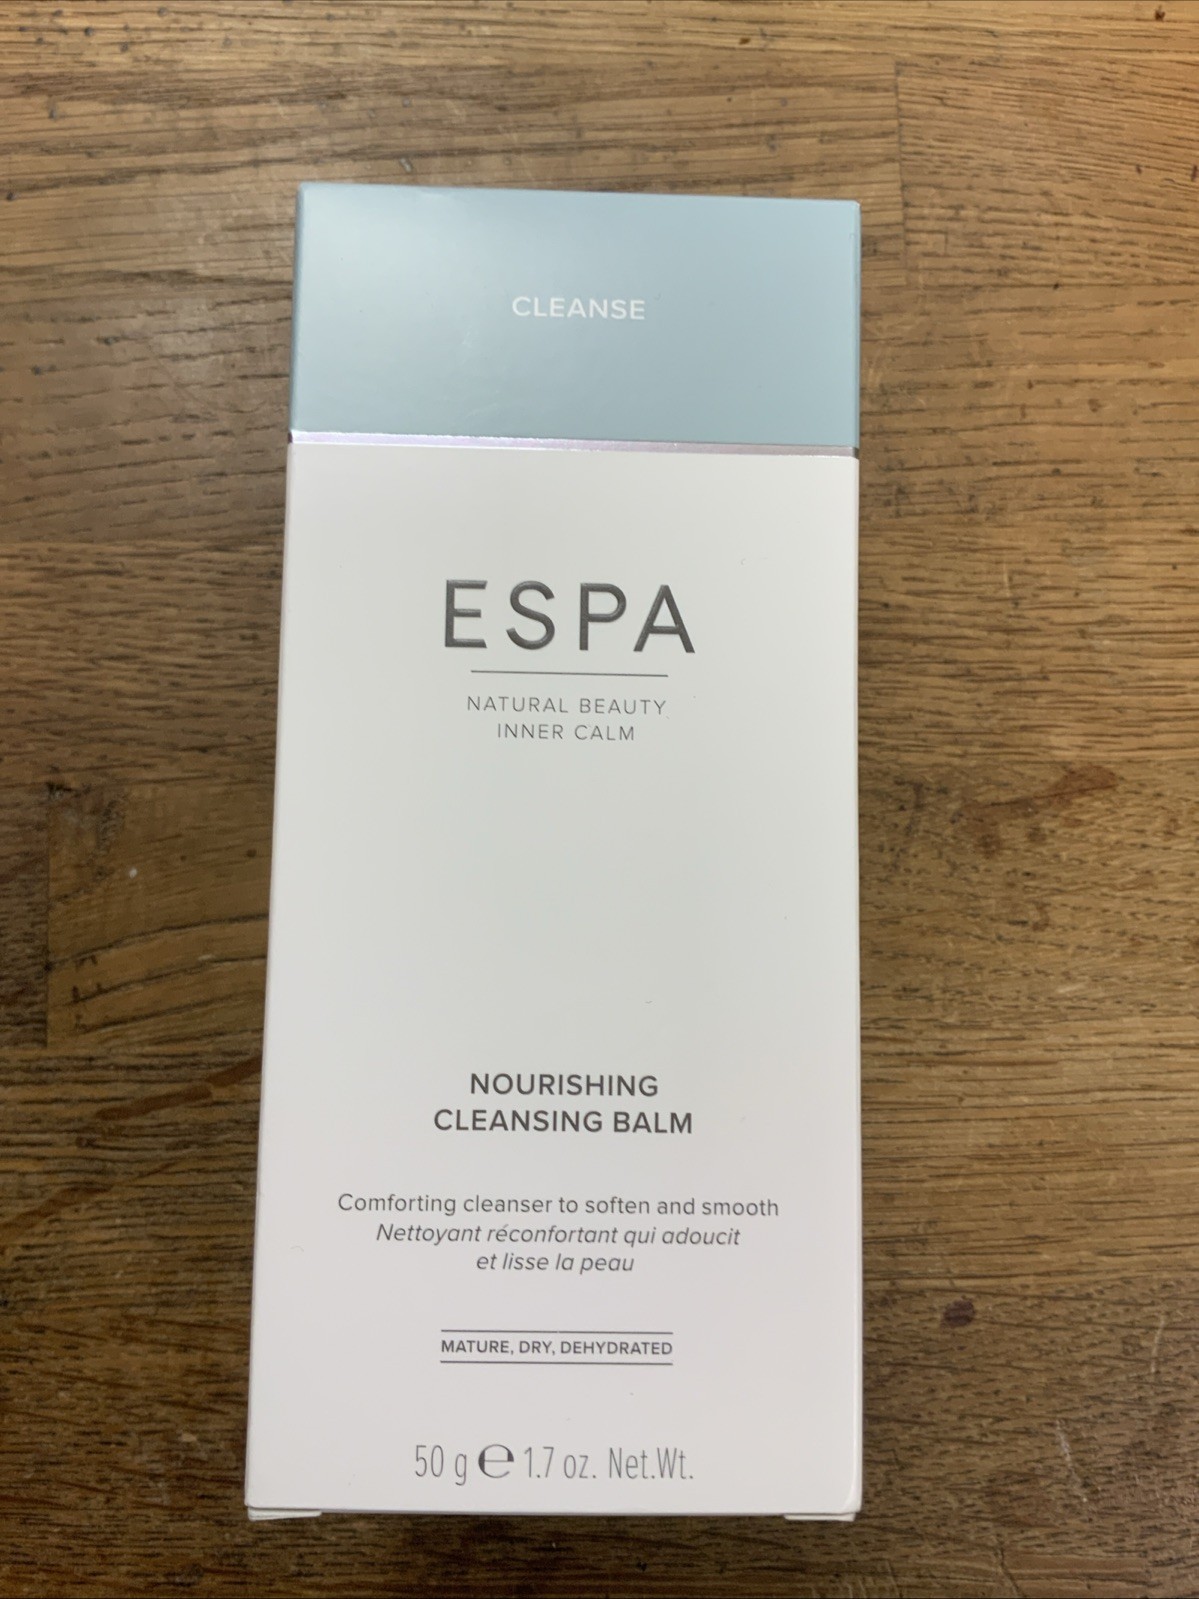 CLEANSE
ESPA
NATURAL BEAUTY
INNER CALM
NOURISHING
CLEANSING BALM
Comforting cleanser to soften and smooth
Nettoyant réconfortant qui adoucit
et lisse la peau
MATURE, DRY, DEHYDRATED
50 g ℮ 1.7 oz. Net.Wt.